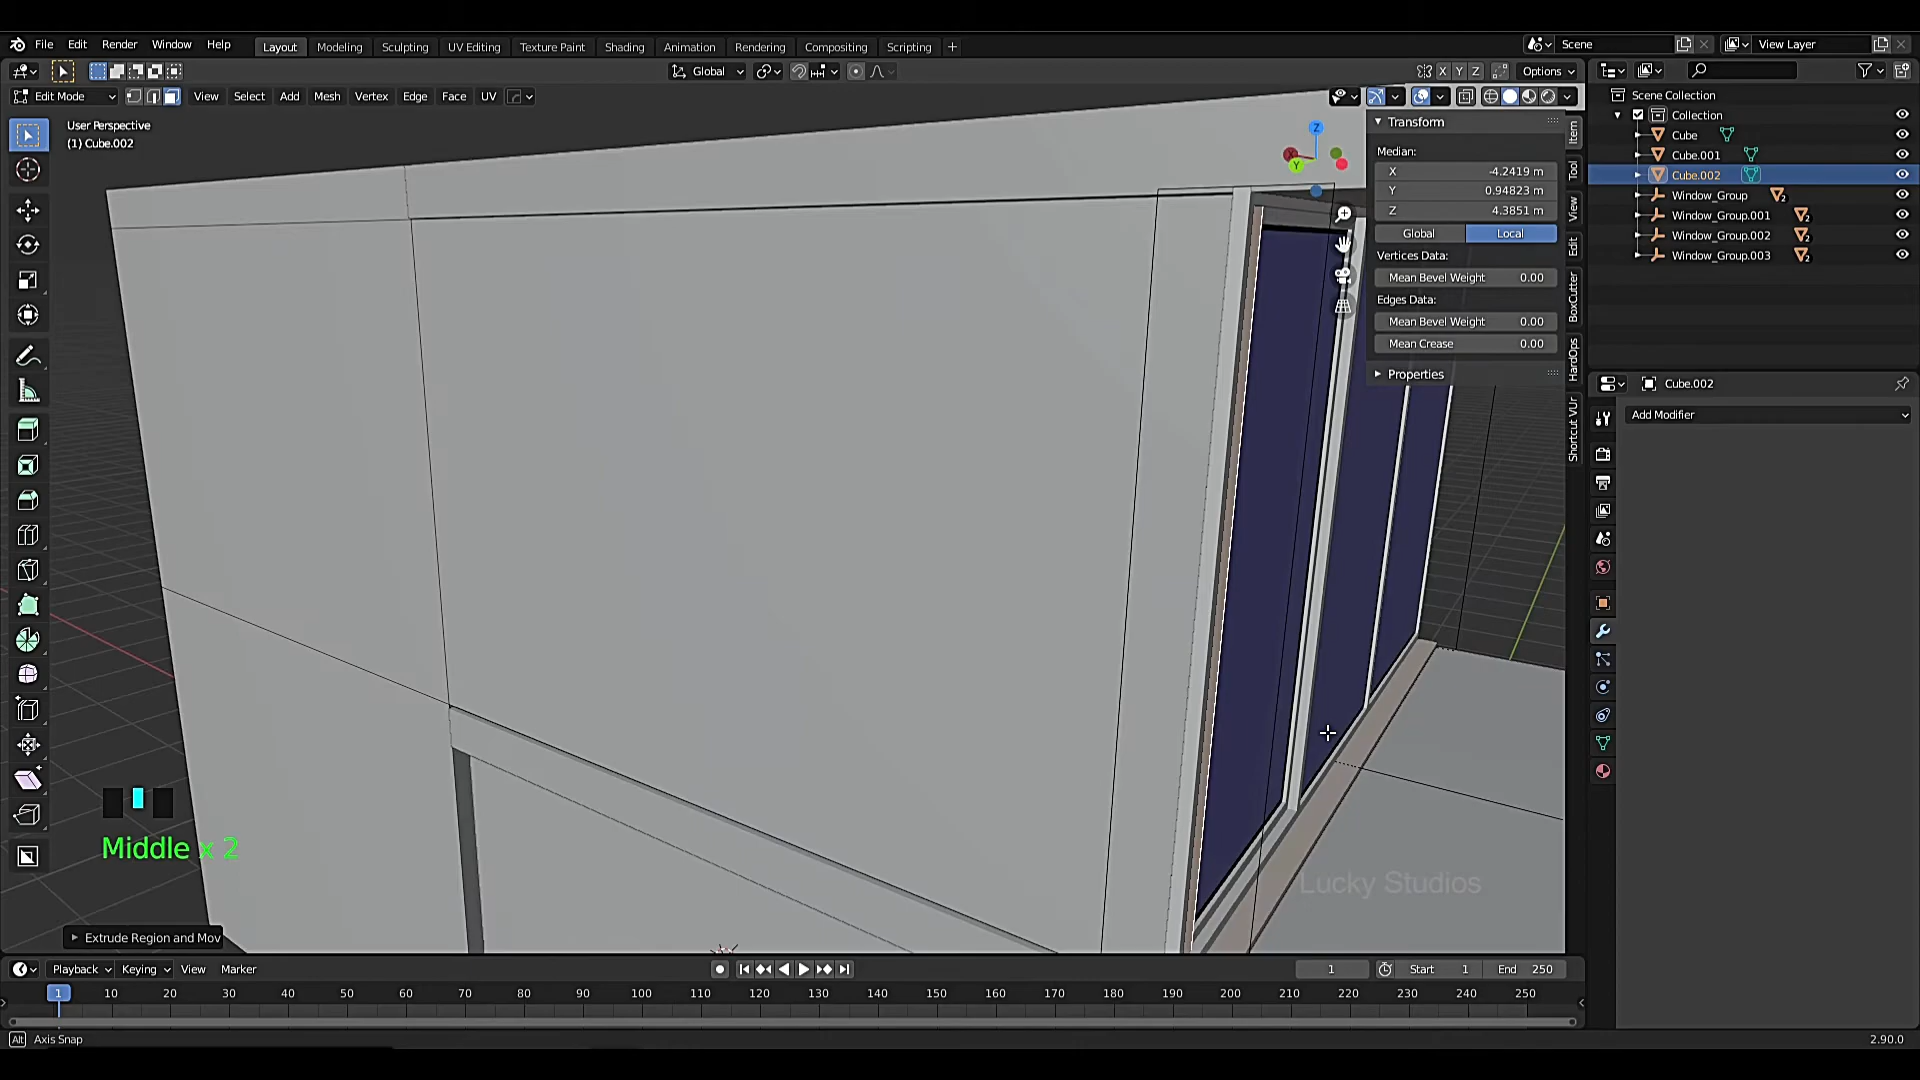 File Edit Render Window Help Layout Modeling Sculpting UV Editing Texture Paint Shading Animation Rendering Compositing Scripting + Scene View Layer
Global X Y Z Options
Edit Mode View Select Add Mesh Vertex Edge Face UV
User Perspective
(1) Cube.002
Z
X
Y
Transform
Median:
X -4.2419 m
Y 0.94823 m
Z 4.3851 m
Global Local
Vertices Data:
Mean Bevel Weight 0.00
Edges Data:
Mean Bevel Weight 0.00
Mean Crease 0.00
Properties
Item
Tool
View
Edit
BoxCutter
HardOps
Shortcut VUr
Scene Collection
Collection
Cube
Cube.001
Cube.002
Window_Group 2
Window_Group.001 2
Window_Group.002 2
Window_Group.003 2
Cube.002
Add Modifier
Middle x 2
Lucky Studios
Extrude Region and Mov
Playback Keying View Marker 1 Start 1 End 250
1 10 20 30 40 50 60 70 80 90 100 110 120 130 140 150 160 170 180 190 200 210 220 230 240 250
Alt Axis Snap 2.90.0